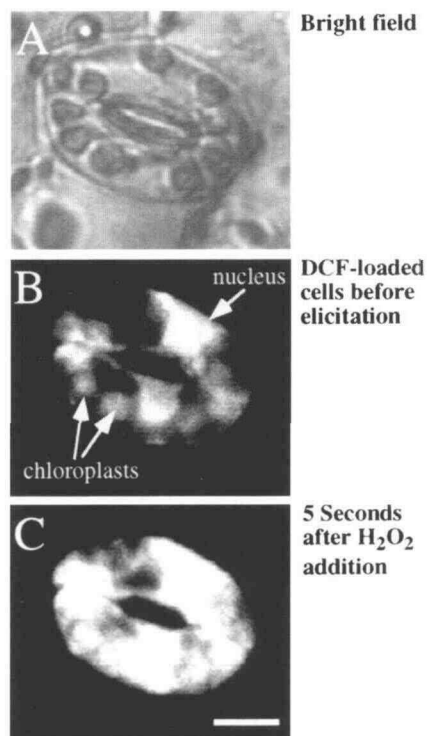 A
Bright field
B
nucleus
chloroplasts
DCF-loaded
cells before
elicitation
C
5 Seconds
after H₂O₂
addition